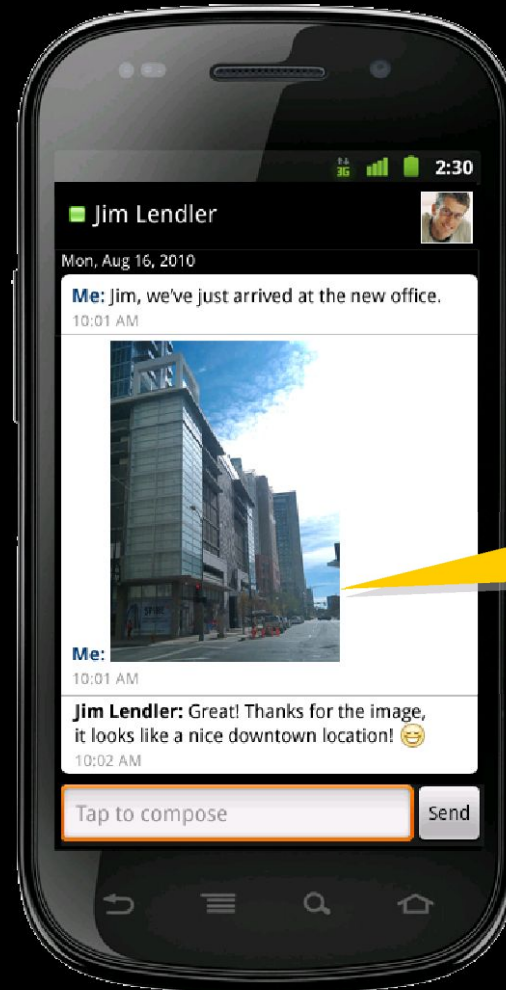 3G 2:30
Jim Lendler
Mon, Aug 16, 2010
Me: Jim, we've just arrived at the new office.
10:01 AM
Me:
10:01 AM
Jim Lendler: Great! Thanks for the image,
it looks like a nice downtown location!
10:02 AM
Tap to compose Send